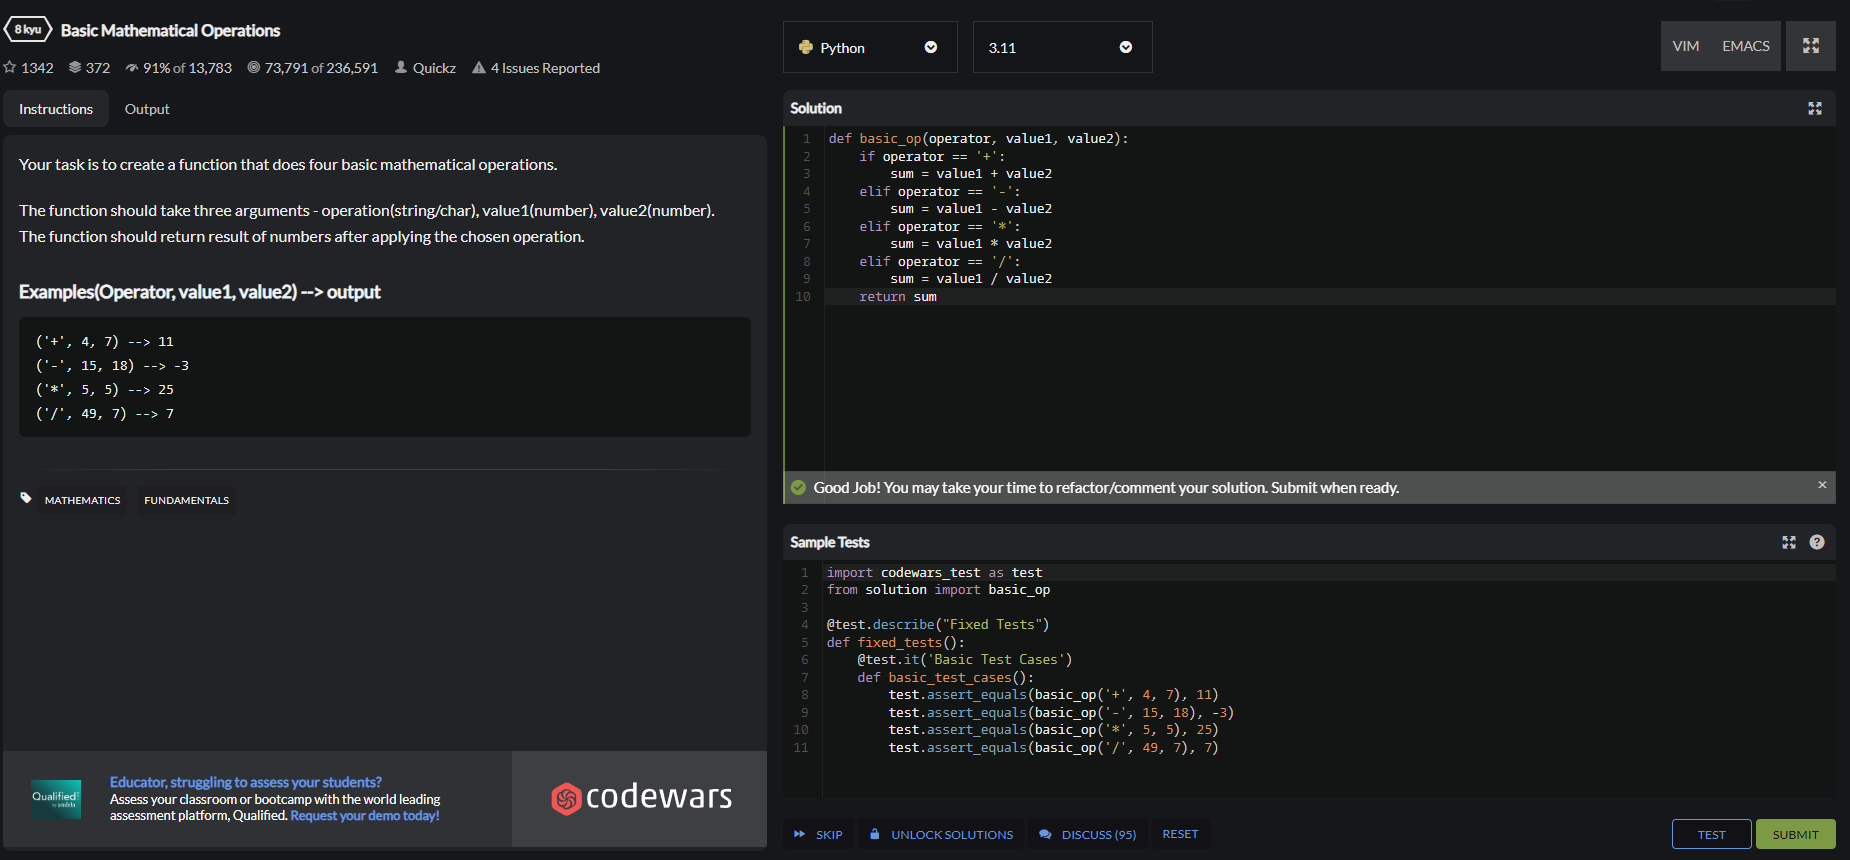 8 kyu Basic Mathematical Operations
1342 372 91% of 13,783 73,791 of 236,591 Quickz 4 Issues Reported
Instructions Output
Your task is to create a function that does four basic mathematical operations.
The function should take three arguments - operation(string/char), value1(number), value2(number).
The function should return result of numbers after applying the chosen operation.
Examples(Operator, value1, value2) --> output
('+', 4, 7) --> 11
('-', 15, 18) --> -3
('*', 5, 5) --> 25
('/', 49, 7) --> 7
MATHEMATICS FUNDAMENTALS
Qualified
by andela
Educator, struggling to assess your students?
Assess your classroom or bootcamp with the world leading
assessment platform, Qualified. Request your demo today!
codewars
Python 3.11 VIM EMACS
Solution
1 def basic_op(operator, value1, value2):
2     if operator == '+':
3         sum = value1 + value2
4     elif operator == '-':
5         sum = value1 - value2
6     elif operator == '*':
7         sum = value1 * value2
8     elif operator == '/':
9         sum = value1 / value2
10     return sum
Good Job! You may take your time to refactor/comment your solution. Submit when ready. ×
Sample Tests ?
1 import codewars_test as test
2 from solution import basic_op
3
4 @test.describe("Fixed Tests")
5 def fixed_tests():
6     @test.it('Basic Test Cases')
7     def basic_test_cases():
8         test.assert_equals(basic_op('+', 4, 7), 11)
9         test.assert_equals(basic_op('-', 15, 18), -3)
10         test.assert_equals(basic_op('*', 5, 5), 25)
11         test.assert_equals(basic_op('/', 49, 7), 7)
SKIP UNLOCK SOLUTIONS DISCUSS (95) RESET TEST SUBMIT